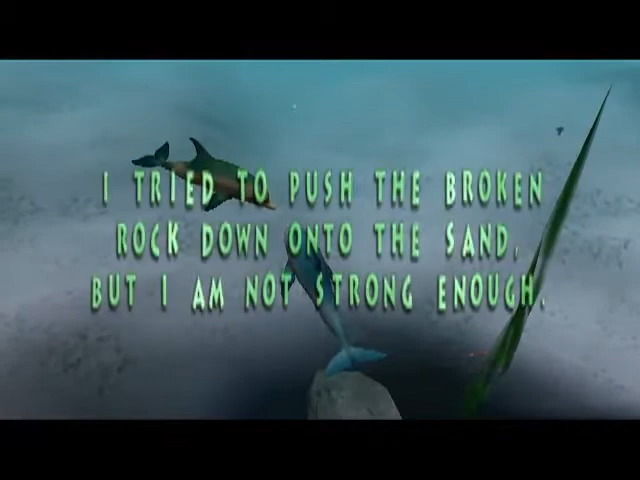 I TRIED TO PUSH THE BROKEN
ROCK DOWN ONTO THE SAND,
BUT I AM NOT STRONG ENOUGH.